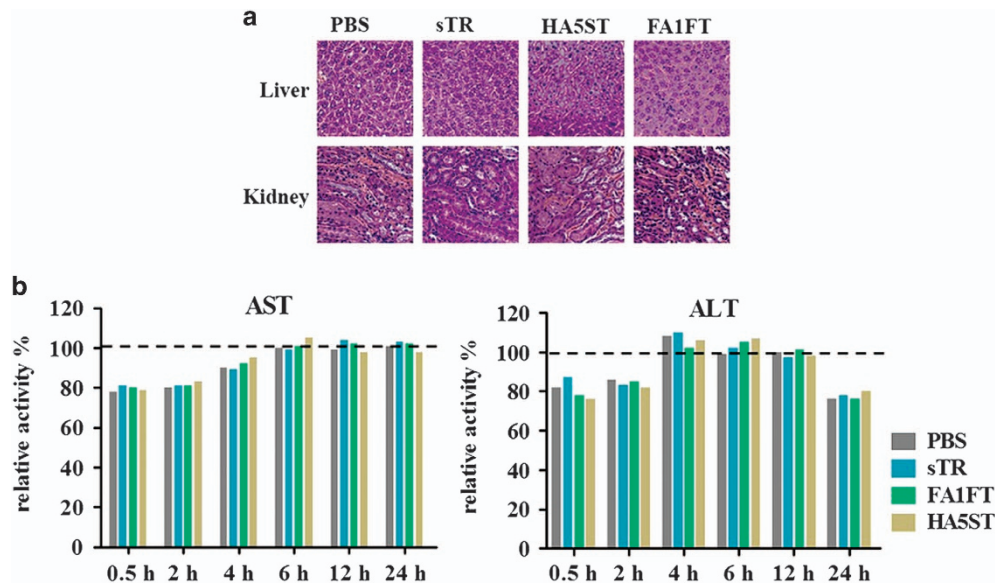 a
PBS sTR HA5ST FA1FT
Liver
Kidney
b
AST
relative activity %
120
100
80
60
40
20
0
0.5 h 2 h 4 h 6 h 12 h 24 h
ALT
relative activity %
120
100
80
60
40
20
0
0.5 h 2 h 4 h 6 h 12 h 24 h
PBS
sTR
FA1FT
HA5ST